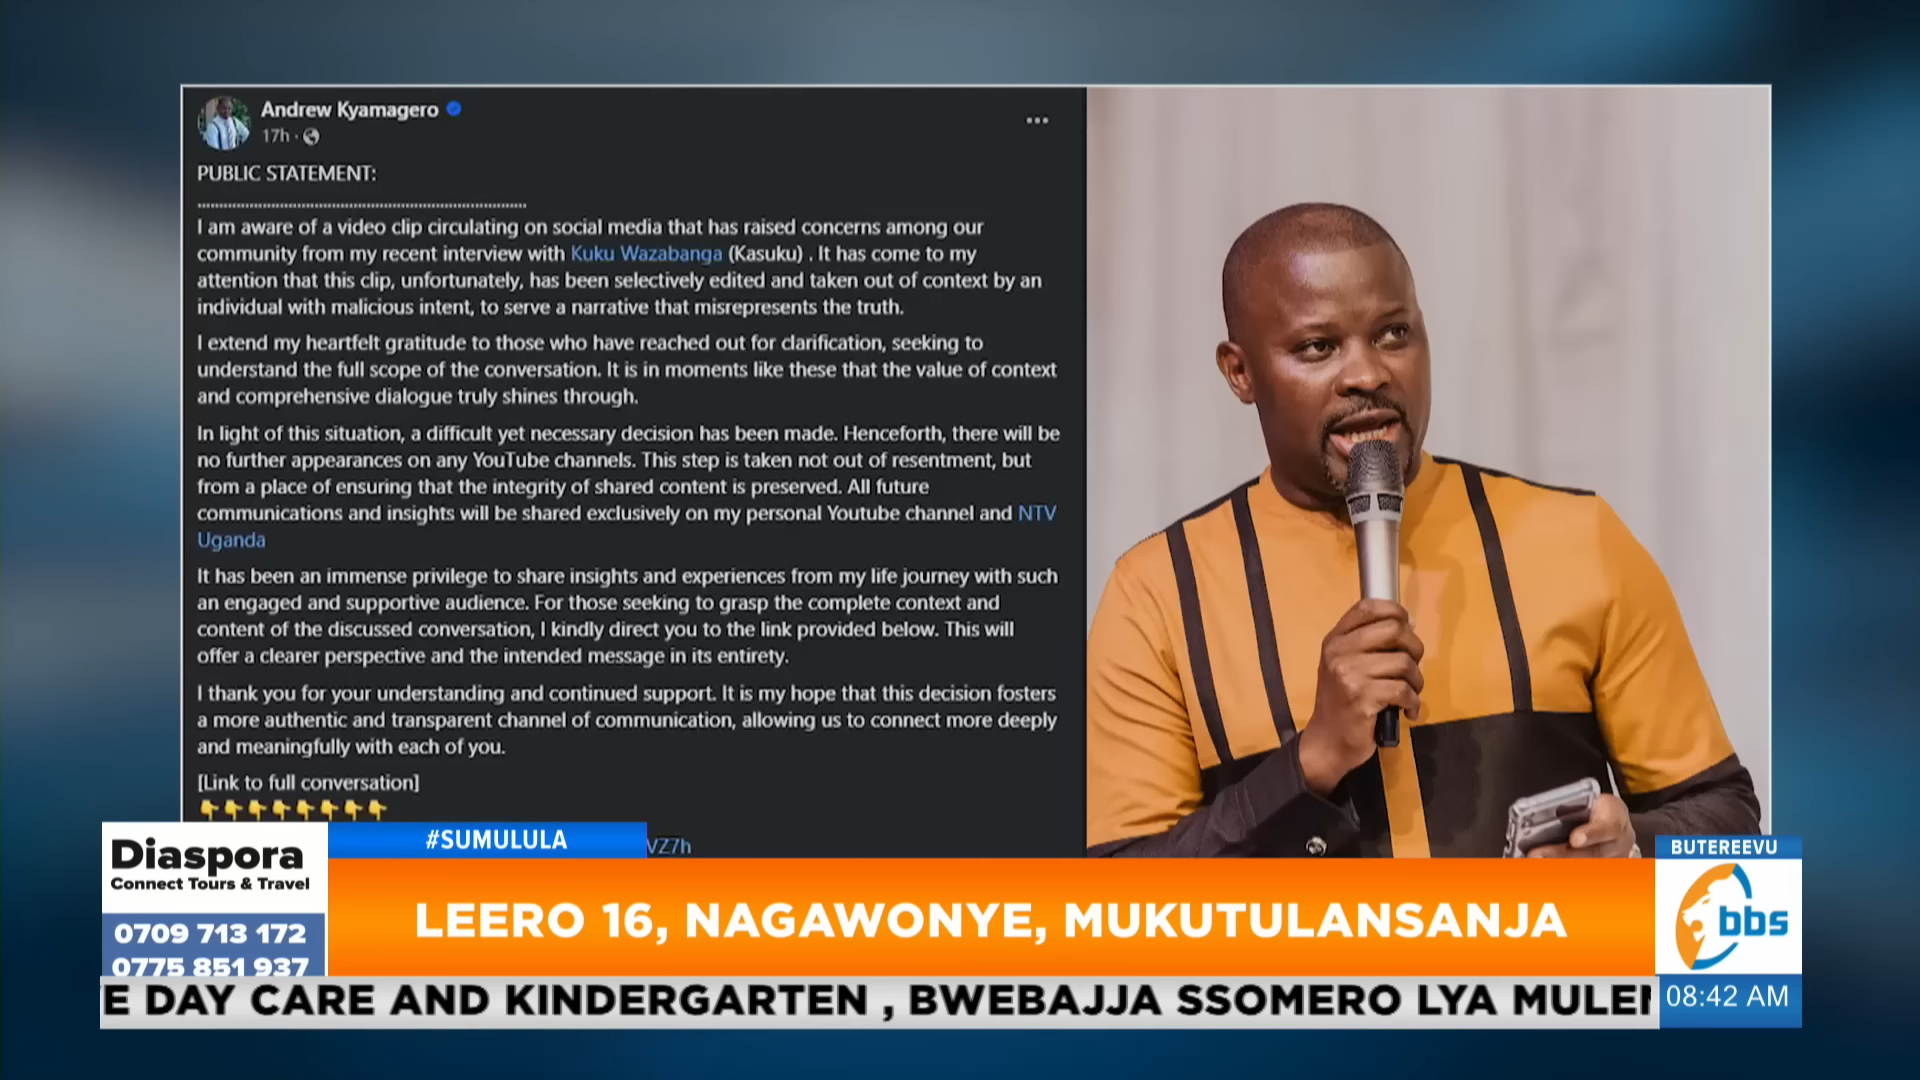 Andrew Kyamagero
17h ·
PUBLIC STATEMENT:
I am aware of a video clip circulating on social media that has raised concerns among our
community from my recent interview with Kuku Wazabanga (Kasuku) . It has come to my
attention that this clip, unfortunately, has been selectively edited and taken out of context by an
individual with malicious intent, to serve a narrative that misrepresents the truth.
I extend my heartfelt gratitude to those who have reached out for clarification, seeking to
understand the full scope of the conversation. It is in moments like these that the value of context
and comprehensive dialogue truly shines through.
In light of this situation, a difficult yet necessary decision has been made. Henceforth, there will be
no further appearances on any YouTube channels. This step is taken not out of resentment, but
from a place of ensuring that the integrity of shared content is preserved. All future
communications and insights will be shared exclusively on my personal Youtube channel and NTV
Uganda
It has been an immense privilege to share insights and experiences from my life journey with such
an engaged and supportive audience. For those seeking to grasp the complete context and
content of the discussed conversation, I kindly direct you to the link provided below. This will
offer a clearer perspective and the intended message in its entirety.
I thank you for your understanding and continued support. It is my hope that this decision fosters
a more authentic and transparent channel of communication, allowing us to connect more deeply
and meaningfully with each of you.
[Link to full conversation]
👇👇👇👇👇👇👇👇
VZ7h
Diaspora
Connect Tours & Travel
0709 713 172
0775 851 937
#SUMULULA
LEERO 16, NAGAWONYE, MUKUTULANSANJA
BUTEREEVU
bbs
E DAY CARE AND KINDERGARTEN , BWEBAJJA SSOMERO LYA MULEN
08:42 AM